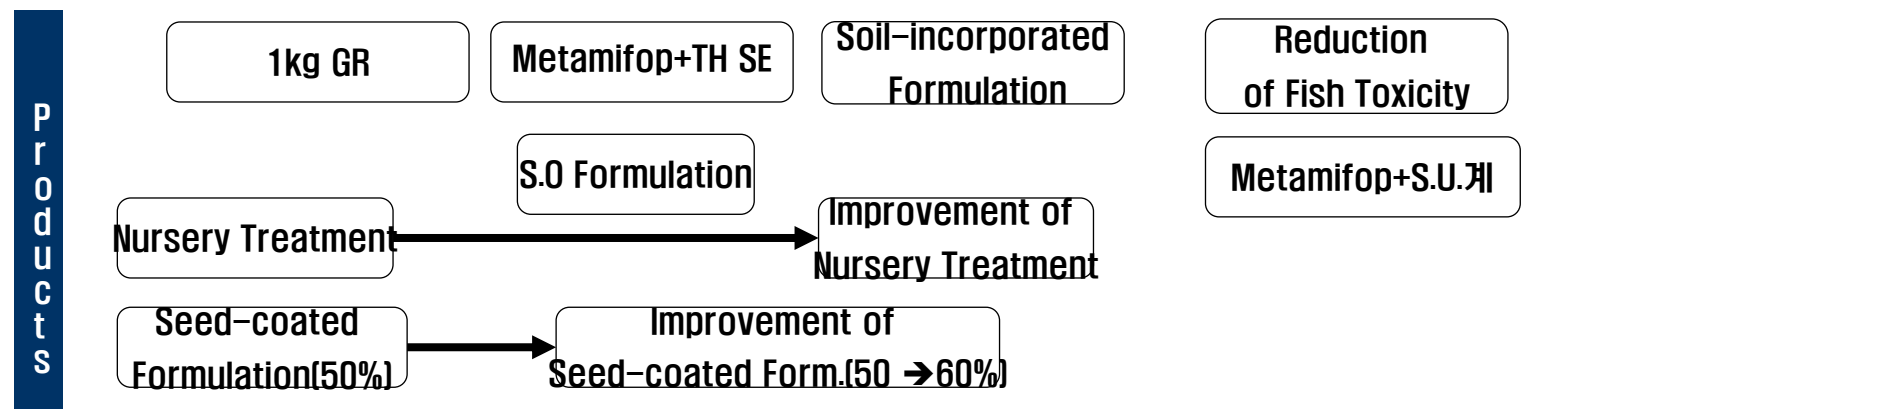 Products
1kg GR
Metamifop+TH SE
Soil-incorporated
Formulation
Reduction
of Fish Toxicity
S.O Formulation
Metamifop+S.U.계
Nursery Treatment
Improvement of
Nursery Treatment
Seed-coated
Formulation(50%)
Improvement of
Seed-coated Form.(50 →60%)